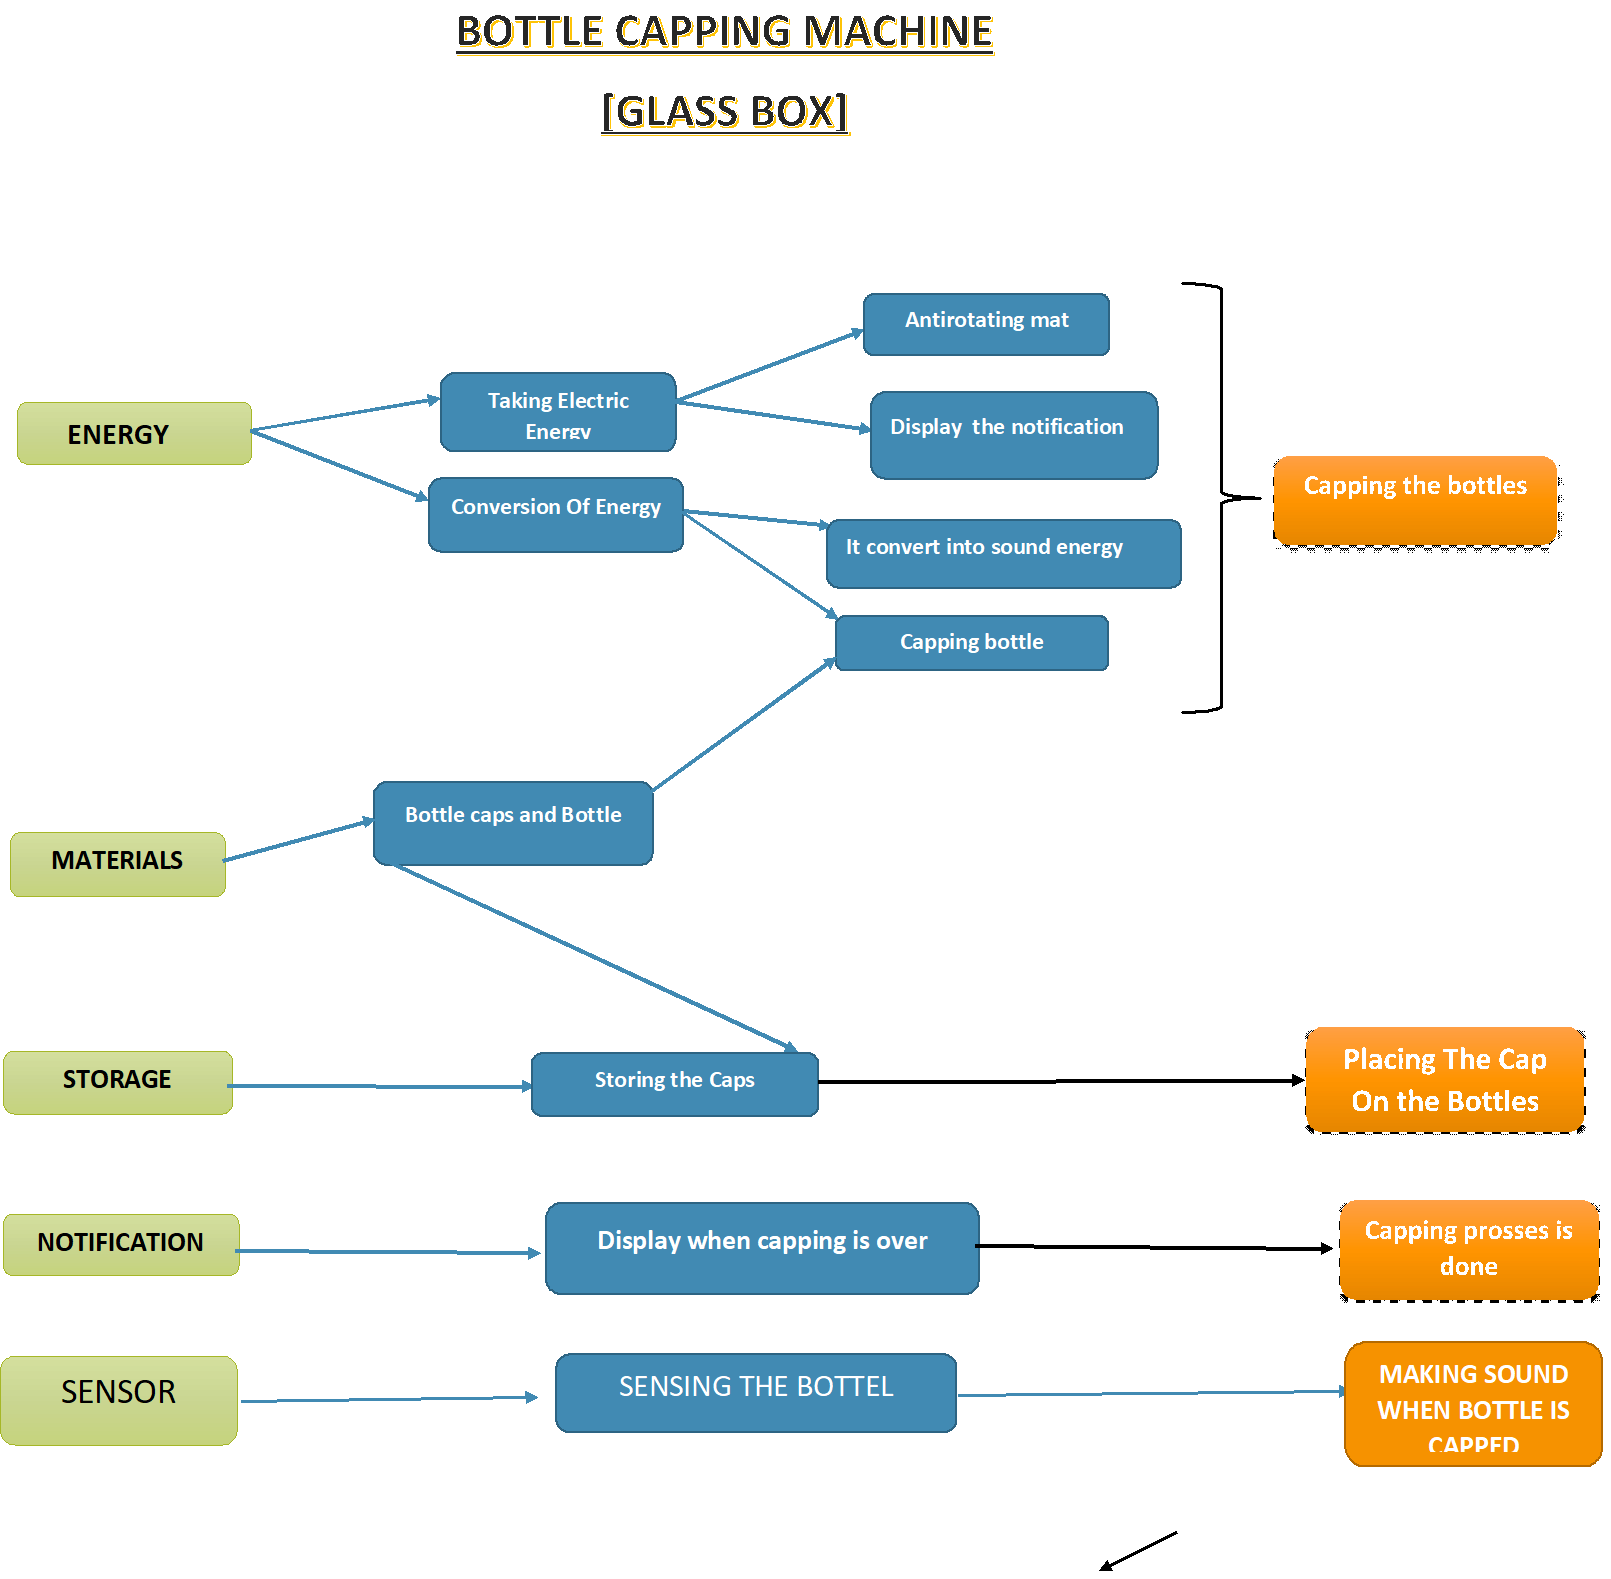 BOTTLE CAPPING MACHINE
[GLASS BOX]
Antirotating mat
Taking Electric
Energy
ENERGY
Display  the notification
Capping the bottles
Conversion Of Energy
It convert into sound energy
Capping bottle
Bottle caps and Bottle
MATERIALS
STORAGE
Storing the Caps
Placing The Cap
On the Bottles
NOTIFICATION
Display when capping is over
Capping prosses is
done
SENSOR
SENSING THE BOTTEL
MAKING SOUND
WHEN BOTTLE IS
CAPPED